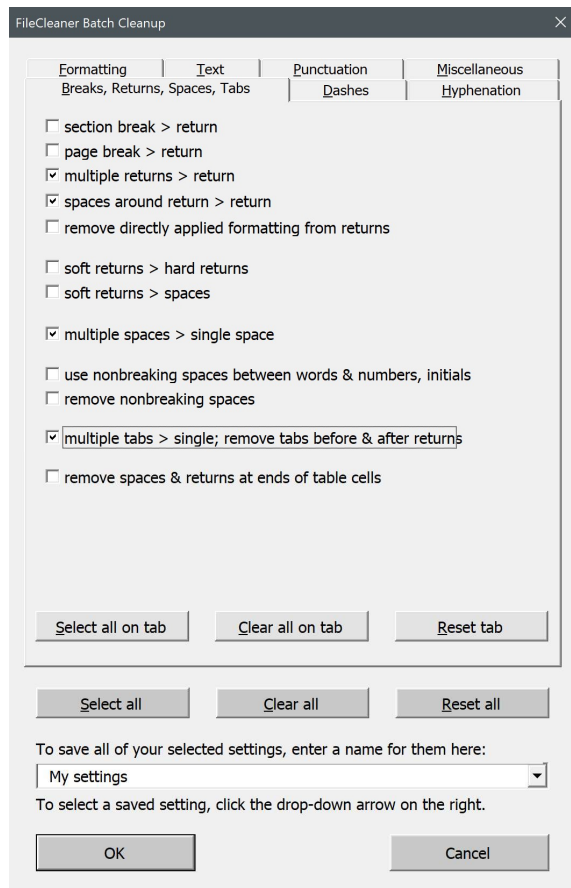 FileCleaner Batch Cleanup
Formatting
Text
Punctuation
Miscellaneous
Breaks, Returns, Spaces, Tabs
Dashes
Hyphenation
section break > return
page break > return
multiple returns > return
spaces around return > return
remove directly applied formatting from returns
soft returns > hard returns
soft returns > spaces
multiple spaces > single space
use nonbreaking spaces between words & numbers, initials
remove nonbreaking spaces
multiple tabs > single; remove tabs before & after returns
remove spaces & returns at ends of table cells
Select all on tab
Clear all on tab
Reset tab
Select all
Clear all
Reset all
To save all of your selected settings, enter a name for them here:
My settings
To select a saved setting, click the drop-down arrow on the right.
OK
Cancel